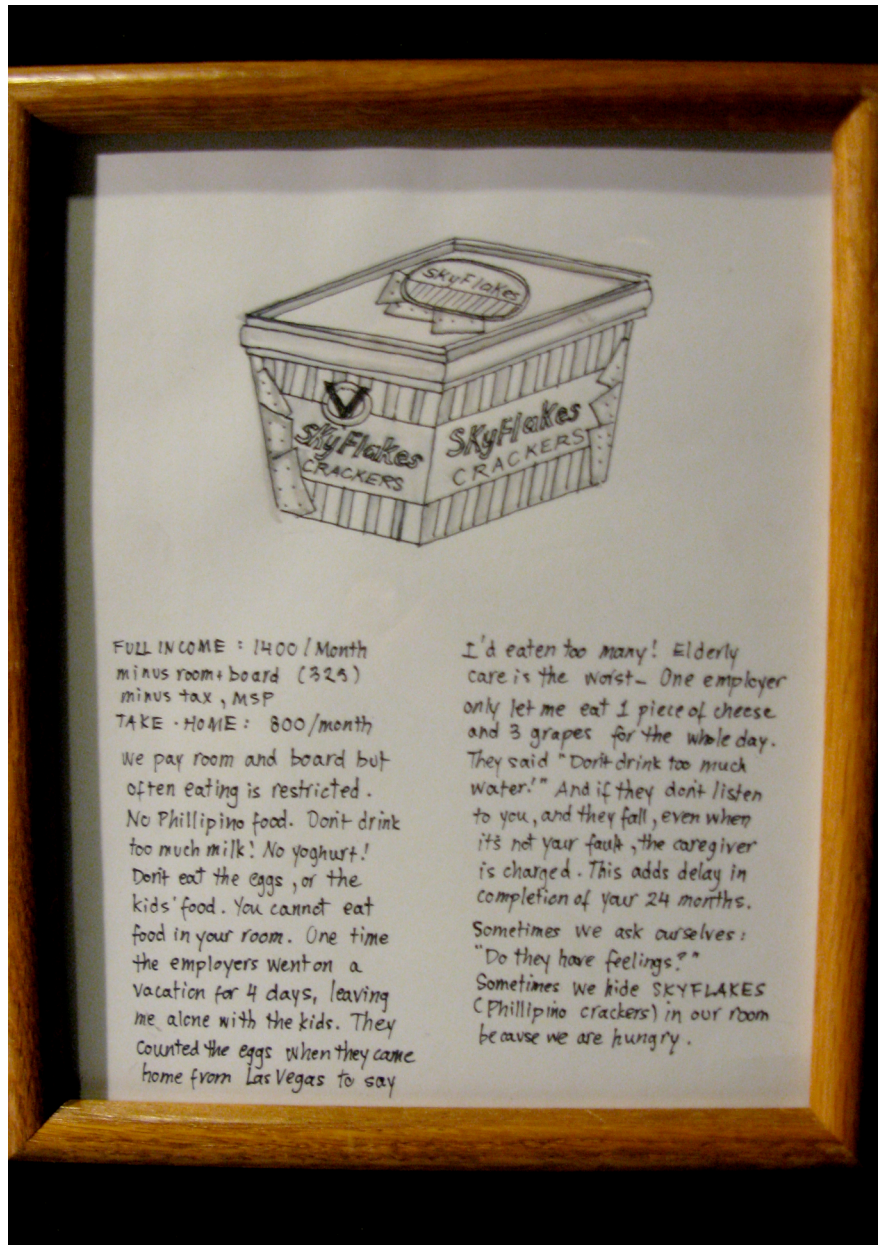 SkyFlakes
SkyFlakes
CRACKERS
SkyFlakes
CRACKERS
FULL INCOME : 1400 / Month
minus room + board (325)
minus tax, MSP
TAKE - HOME : 800/month
We pay room and board but
often eating is restricted.
No Phillipino food. Don't drink
too much milk! No yoghurt!
Don't eat the eggs, or the
kids' food. You cannot eat
food in your room. One time
the employers went on a
vacation for 4 days, leaving
me alone with the kids. They
counted the eggs when they came
home from Las Vegas to say
I'd eaten too many! Elderly
care is the worst - One employer
only let me eat 1 piece of cheese
and 3 grapes for the whole day.
They said "Don't drink too much
water!" And if they don't listen
to you, and they fall, even when
it's not your fault, the caregiver
is charged. This adds delay in
completion of your 24 months.
Sometimes we ask ourselves :
"Do they have feelings?"
Sometimes we hide SKYFLAKES
(Phillipino crackers) in our room
because we are hungry.